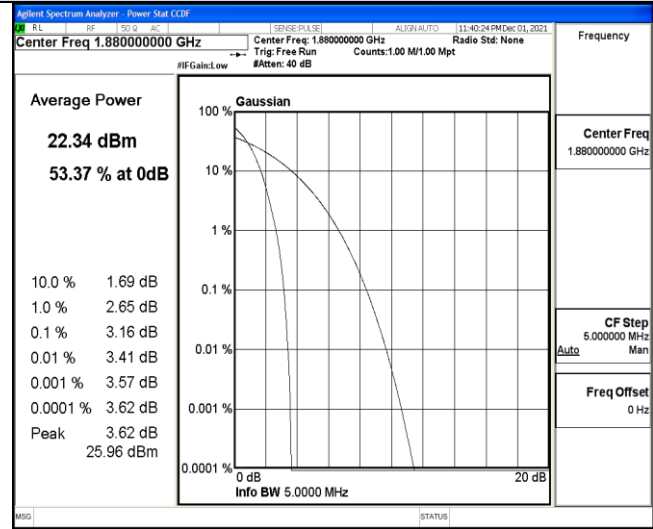 Agilent Spectrum Analyzer - Power Stat CCDF
RL RF 50 Ω AC SENSE:PULSE ALIGN AUTO 11:40:24 PM Dec 01, 2021
Center Freq 1.880000000 GHz
Center Freq: 1.880000000 GHz Radio Std: None
Trig: Free Run Counts:1.00 M/1.00 Mpt
#IFGain:Low #Atten: 40 dB
Frequency
Average Power
22.34 dBm
53.37 % at 0dB
10.0 % 1.69 dB
1.0 % 2.65 dB
0.1 % 3.16 dB
0.01 % 3.41 dB
0.001 % 3.57 dB
0.0001 % 3.62 dB
Peak 3.62 dB
25.96 dBm
Gaussian
100 %
10 %
1 %
0.1 %
0.01 %
0.001 %
0.0001 %
0 dB 20 dB
Info BW 5.0000 MHz
Center Freq
1.880000000 GHz
CF Step
5.000000 MHz
Auto Man
Freq Offset
0 Hz
MSG STATUS